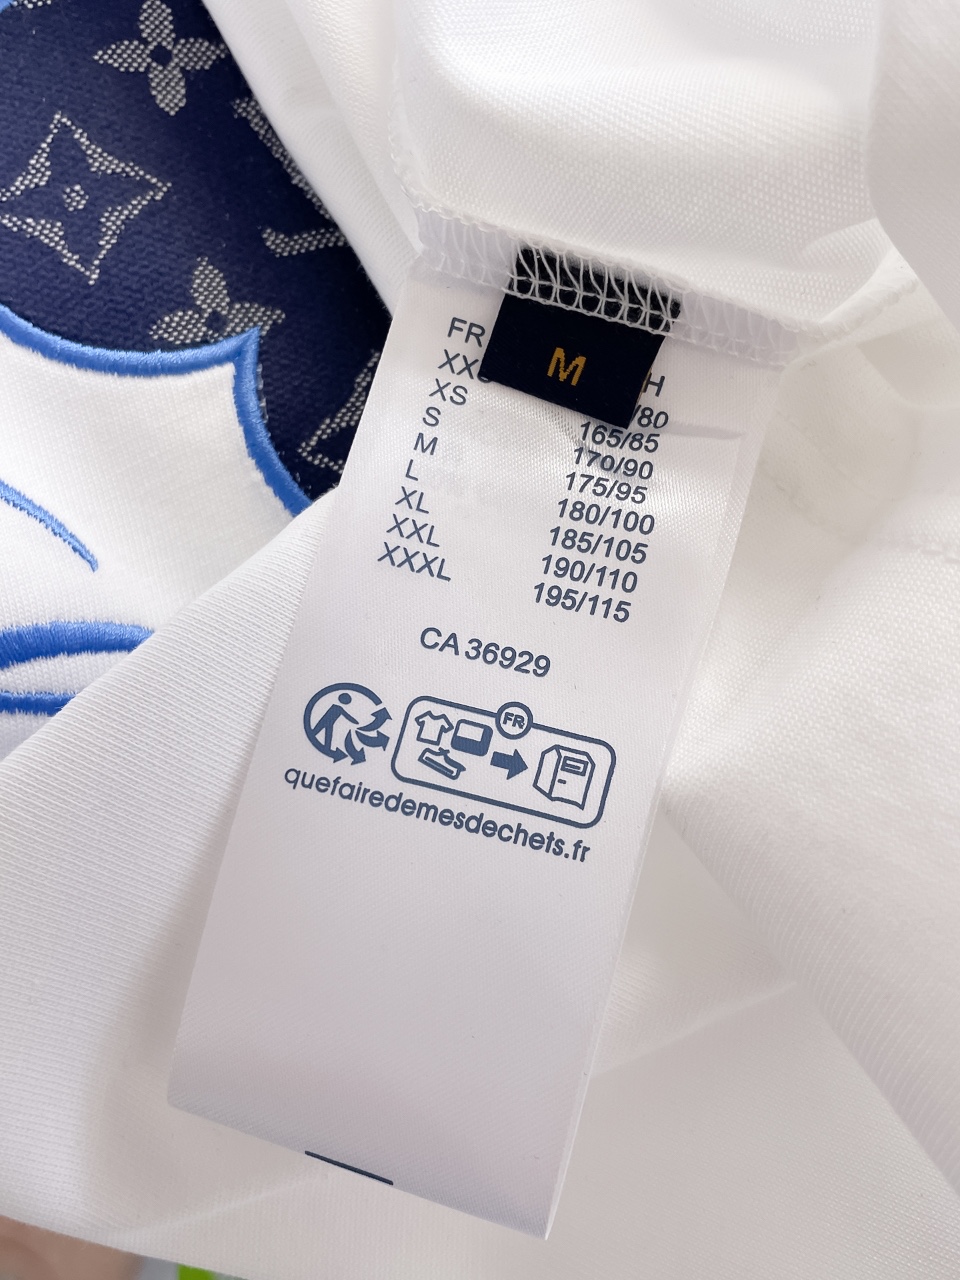 M
FR
XS
S
M
L
XL
XXL
XXXL
/80
165/85
170/90
175/95
180/100
185/105
190/110
195/115
CA 36929
FR
quefairedemesdechets.fr